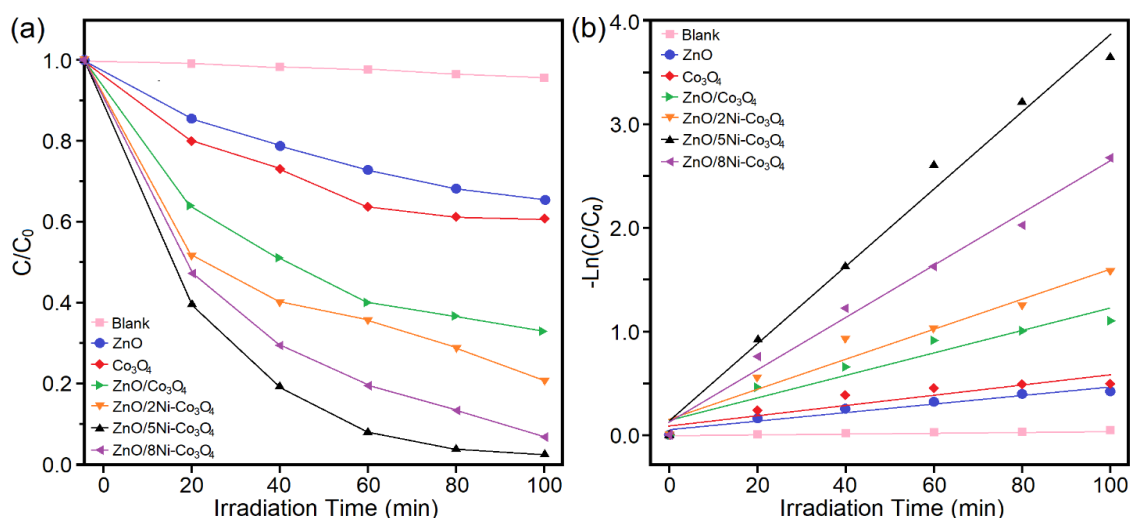 (a)
C/C₀
1.0
0.8
0.6
0.4
0.2
0.0
Blank
ZnO
Co₃O₄
ZnO/Co₃O₄
ZnO/2Ni-Co₃O₄
ZnO/5Ni-Co₃O₄
ZnO/8Ni-Co₃O₄
0 20 40 60 80 100
Irradiation Time (min)
(b)
-Ln(C/C₀)
4.0
3.0
2.0
1.0
0.0
Blank
ZnO
Co₃O₄
ZnO/Co₃O₄
ZnO/2Ni-Co₃O₄
ZnO/5Ni-Co₃O₄
ZnO/8Ni-Co₃O₄
0 20 40 60 80 100
Irradiation Time (min)